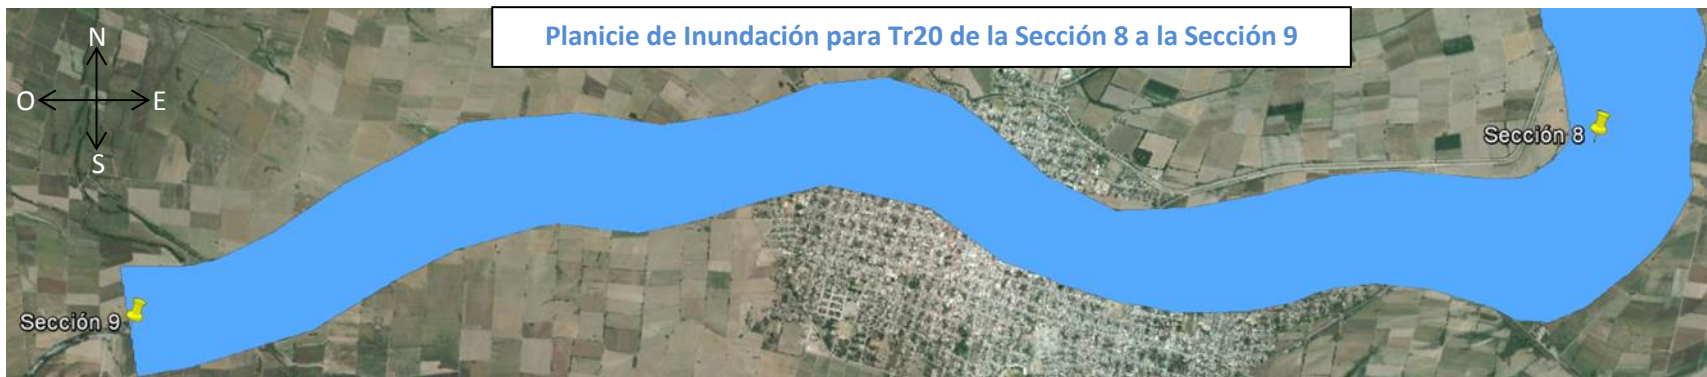 Planicie de Inundación para Tr20 de la Sección 8 a la Sección 9
N
O
E
S
Sección 8
Sección 9